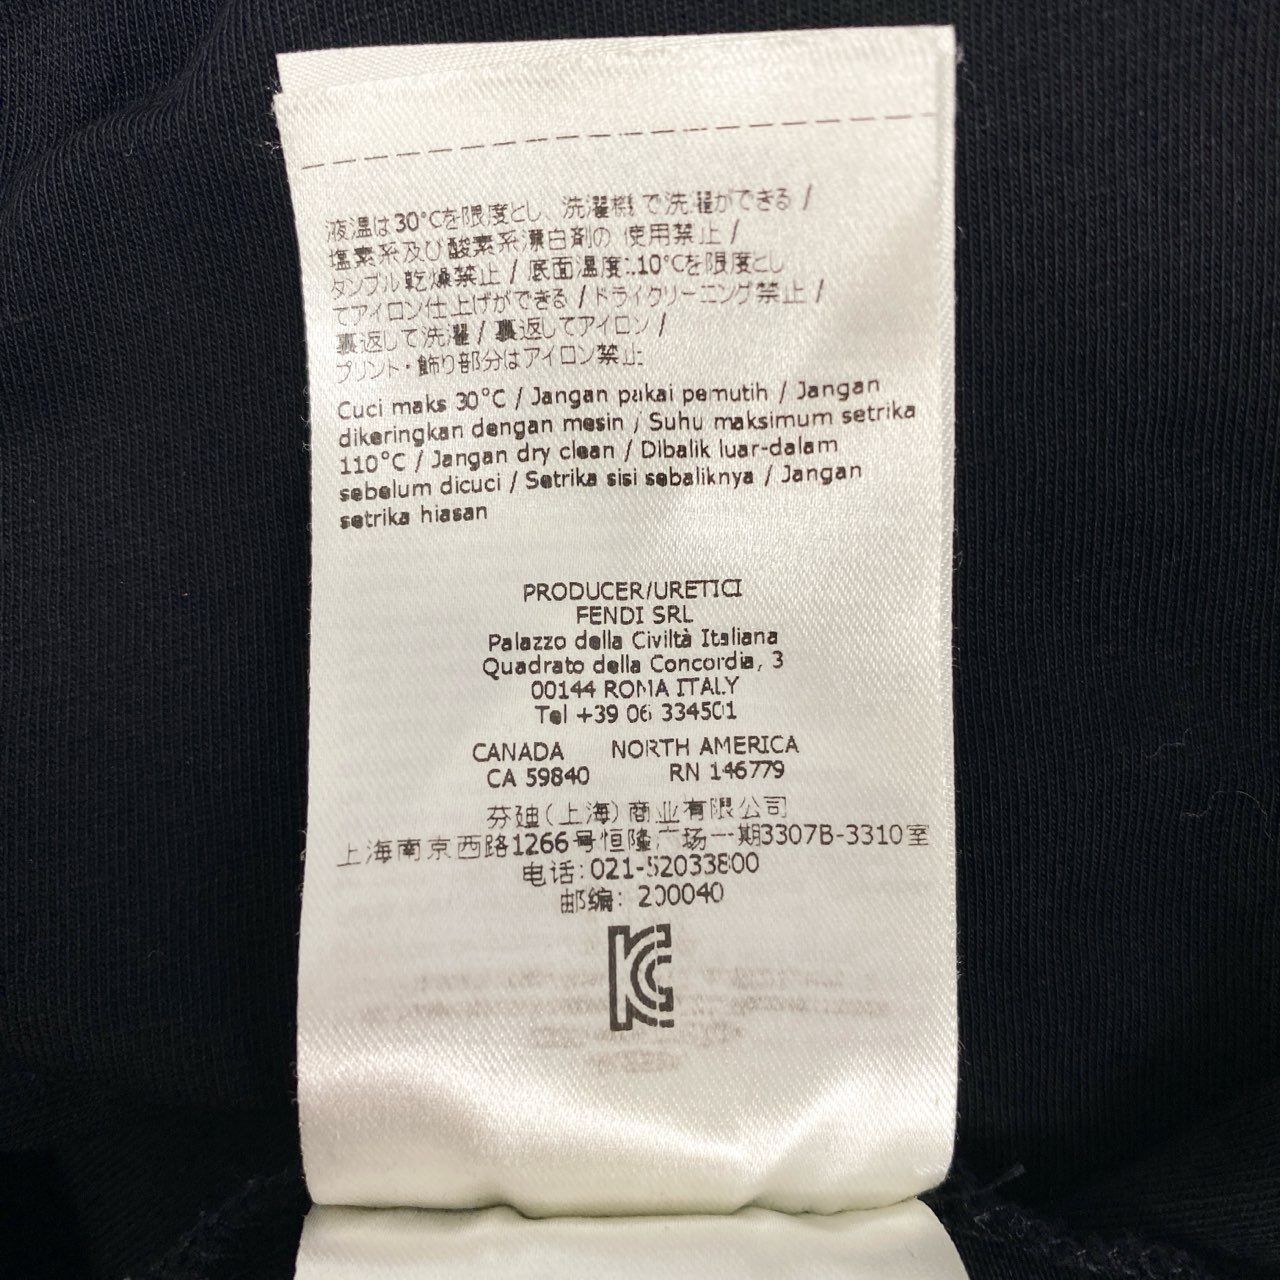 液温は30°Cを限度とし、洗濯機で洗濯ができる /
塩素系及び酸素系漂白剤の使用禁止 /
タンブル乾燥禁止 / 底面温度110°Cを限度とし
てアイロン仕上げができる / ドライクリーニング禁止 /
裏返して洗濯 / 裏返してアイロン /
プリント・飾り部分はアイロン禁止
Cuci maks 30°C / Jangan pakai pemutih / Jangan
dikeringkan dengan mesin / Suhu maksimum setrika
110°C / Jangan dry clean / Dibalik luar-dalam
sebelum dicuci / Setrika sisi sebaliknya / Jangan
setrika hiasan
PRODUCER/URETICI
FENDI SRL
Palazzo della Civiltà Italiana
Quadrato della Concordia, 3
00144 ROMA ITALY
Tel +39 06 334501
CANADA NORTH AMERICA
CA 59840 RN 146779
芬迪(上海)商业有限公司
上海南京西路1266号恒隆广场一期3307B-3310室
电话: 021-52033800
邮编: 200040
KC